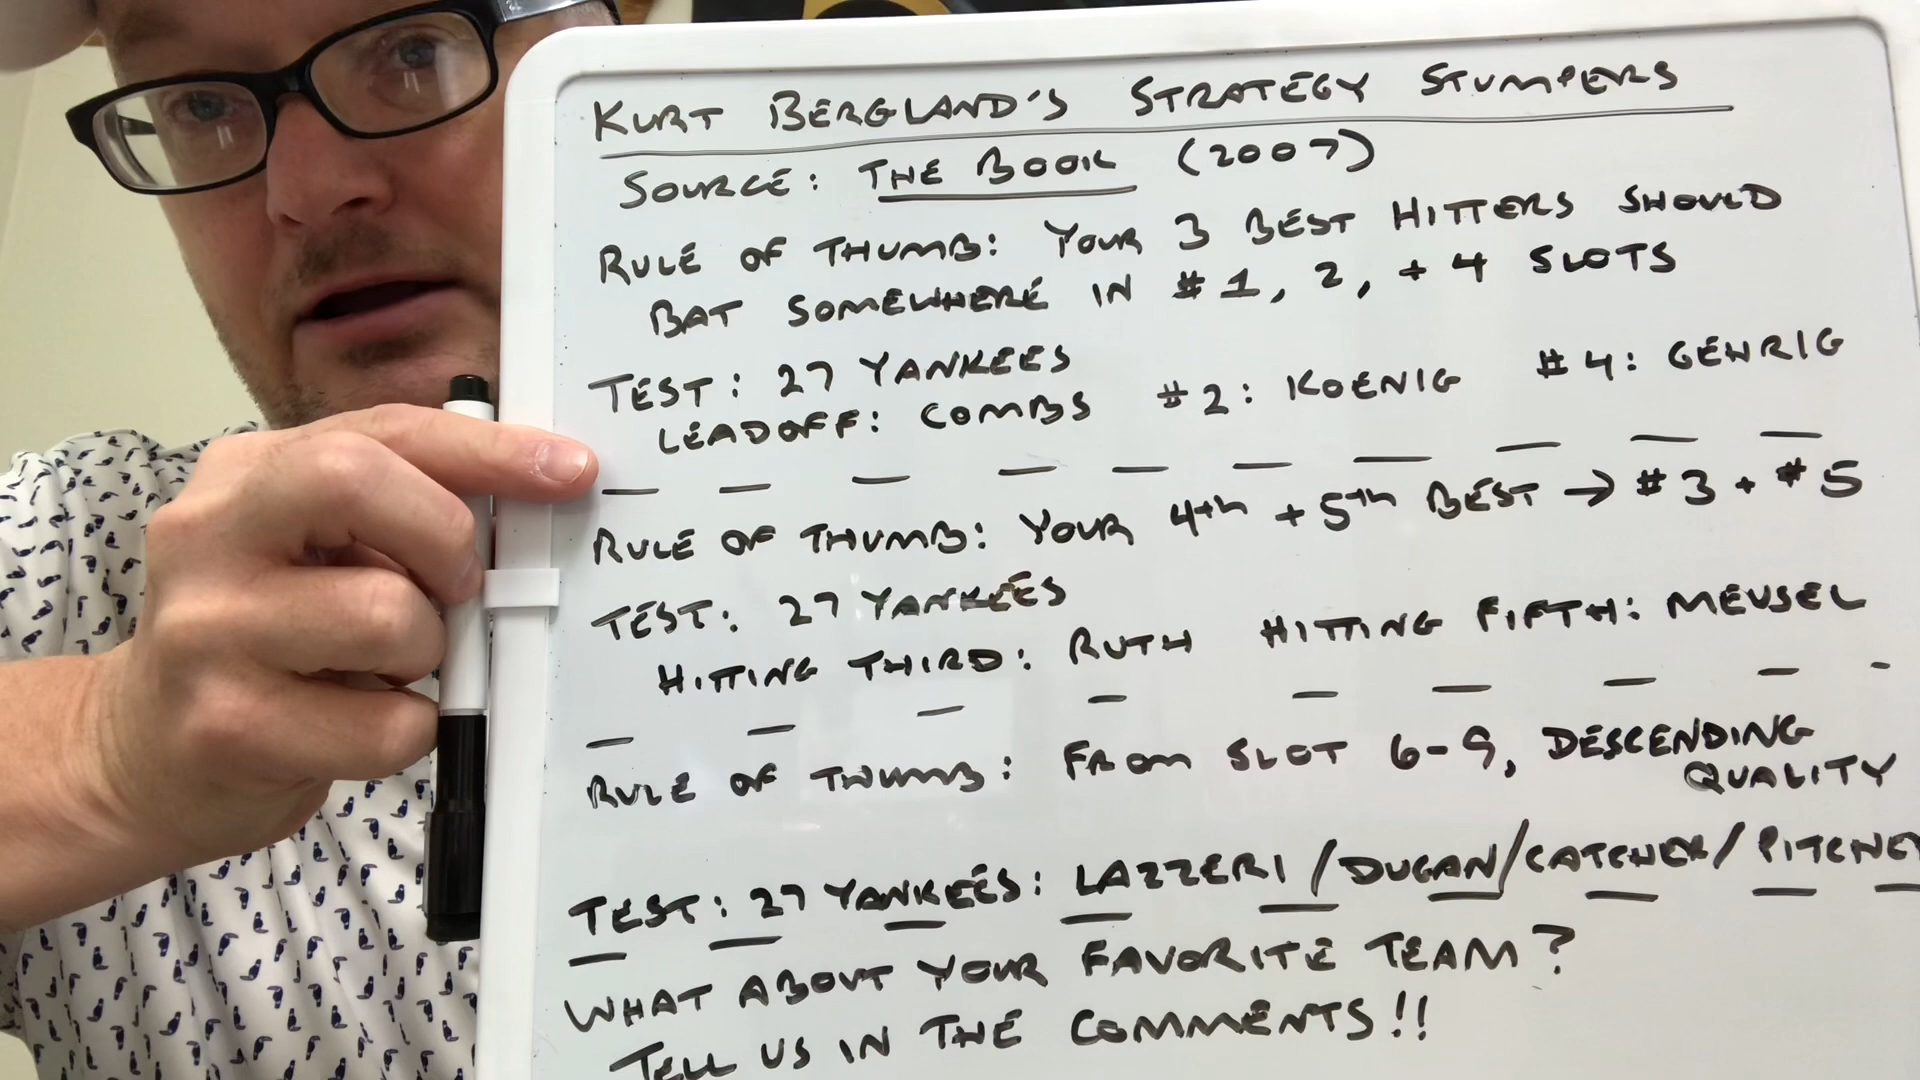 KURT BERGLAND'S STRATEGY STUMPERS
SOURCE: THE BOOK (2007)
RULE OF THUMB: YOUR 3 BEST HITTERS SHOULD
BAT SOMEWHERE IN #1, 2, + 4 SLOTS
TEST: 27 YANKEES
LEADOFF: COMBS #2: KOENIG #4: GEHRIG
RULE OF THUMB: YOUR 4th + 5th BEST → #3 + #5
TEST: 27 YANKEES
HITTING THIRD: RUTH HITTING FIFTH: MEUSEL
RULE OF THUMB: FROM SLOT 6-9, DESCENDING
QUALITY
TEST: 27 YANKEES: LAZZERI/DUGAN/CATCHER/PITCHE
WHAT ABOUT YOUR FAVORITE TEAM?
TELL US IN THE COMMENTS!!